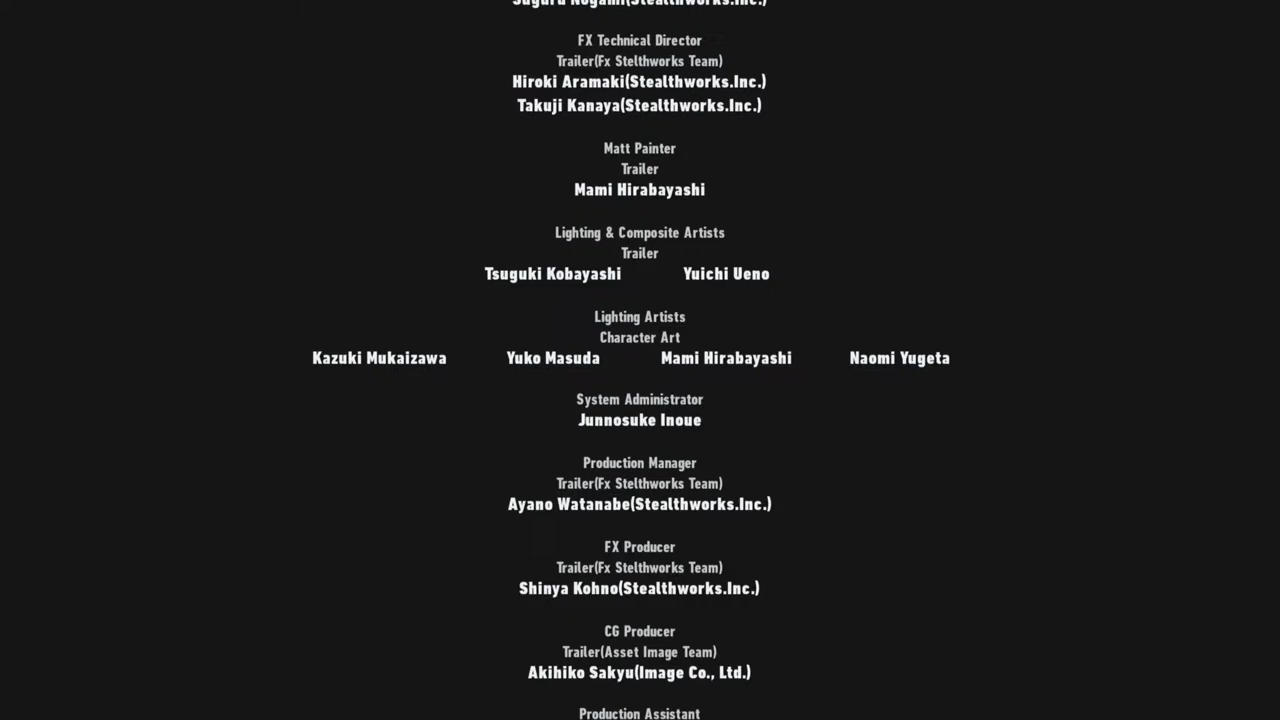 Suguru Nogami(Stealthworks.Inc.)
FX Technical Director
Trailer(Fx Stelthworks Team)
Hiroki Aramaki(Stealthworks.Inc.)
Takuji Kanaya(Stealthworks.Inc.)
Matt Painter
Trailer
Mami Hirabayashi
Lighting & Composite Artists
Trailer
Tsuguki Kobayashi Yuichi Ueno
Lighting Artists
Character Art
Kazuki Mukaizawa Yuko Masuda Mami Hirabayashi Naomi Yugeta
System Administrator
Junnosuke Inoue
Production Manager
Trailer(Fx Stelthworks Team)
Ayano Watanabe(Stealthworks.Inc.)
FX Producer
Trailer(Fx Stelthworks Team)
Shinya Kohno(Stealthworks.Inc.)
CG Producer
Trailer(Asset Image Team)
Akihiko Sakyu(Image Co., Ltd.)
Production Assistant